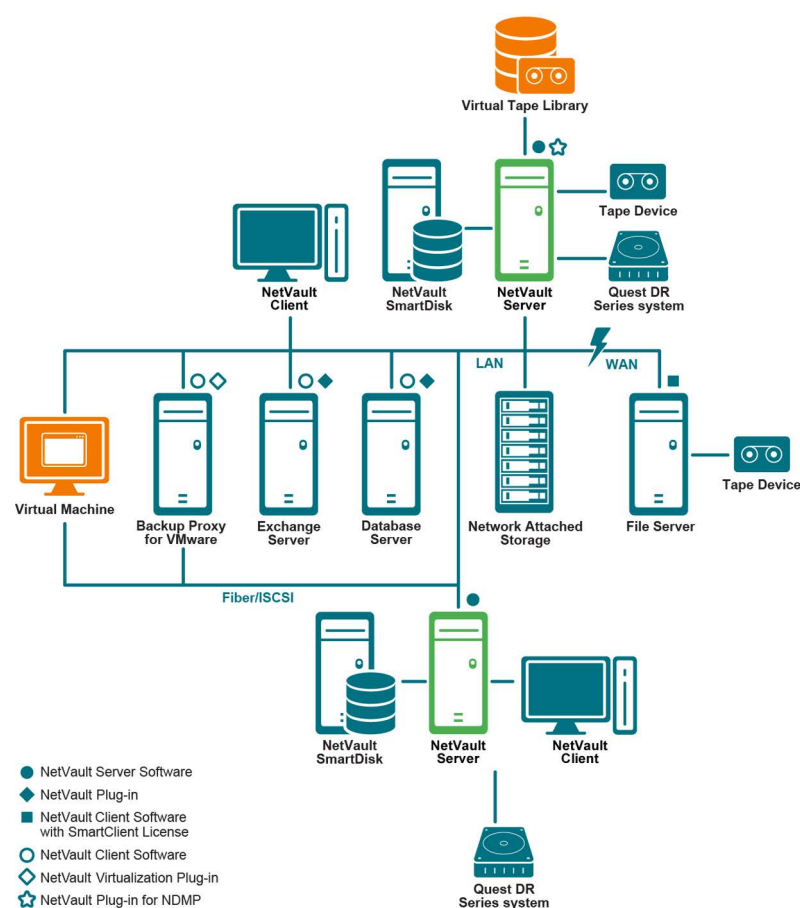 Virtual Tape Library
Tape Device
NetVault
Client
NetVault
SmartDisk
NetVault
Server
Quest DR
Series system
LAN
WAN
Virtual Machine
Backup Proxy
for VMware
Exchange
Server
Database
Server
Network Attached
Storage
File Server
Tape Device
Fiber/ISCSI
NetVault
SmartDisk
NetVault
Server
NetVault
Client
NetVault Server Software
NetVault Plug-in
NetVault Client Software
with SmartClient License
NetVault Client Software
NetVault Virtualization Plug-in
NetVault Plug-in for NDMP
Quest DR
Series system